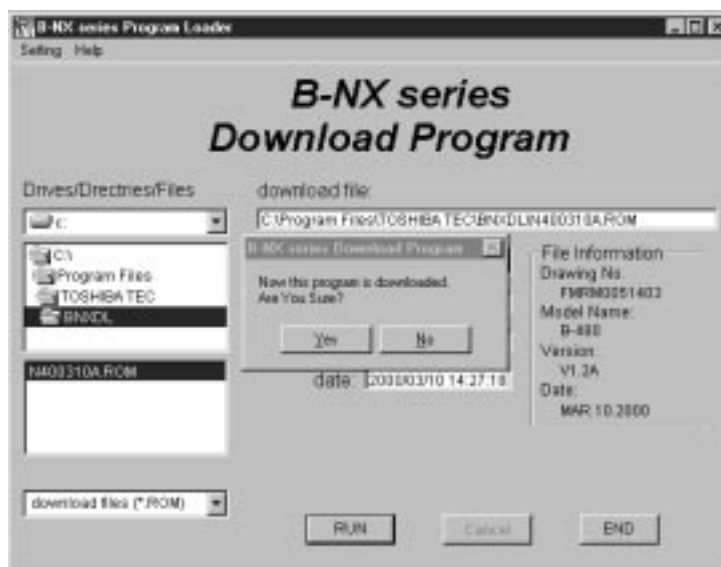 B-NX series Program Loader
Setting Help
B-NX series
Download Program
Drives/Directries/Files
download file:
c:
C:\Program Files\TOSHIBA TEC\BNXDL\N400310A.ROM
C:\
Program Files
TOSHIBA TEC
BNXDL
B-NX series Download Program
Now this program is downloaded.
Are You Sure?
Yes
No
File Information
Drawing No.
FMRM0051403
Model Name:
B-480
Version:
V1.2A
Date:
MAR.10.2000
N400310A.ROM
date: 2000/03/10 14:27:18
download files (*.ROM)
RUN
Cancel
END